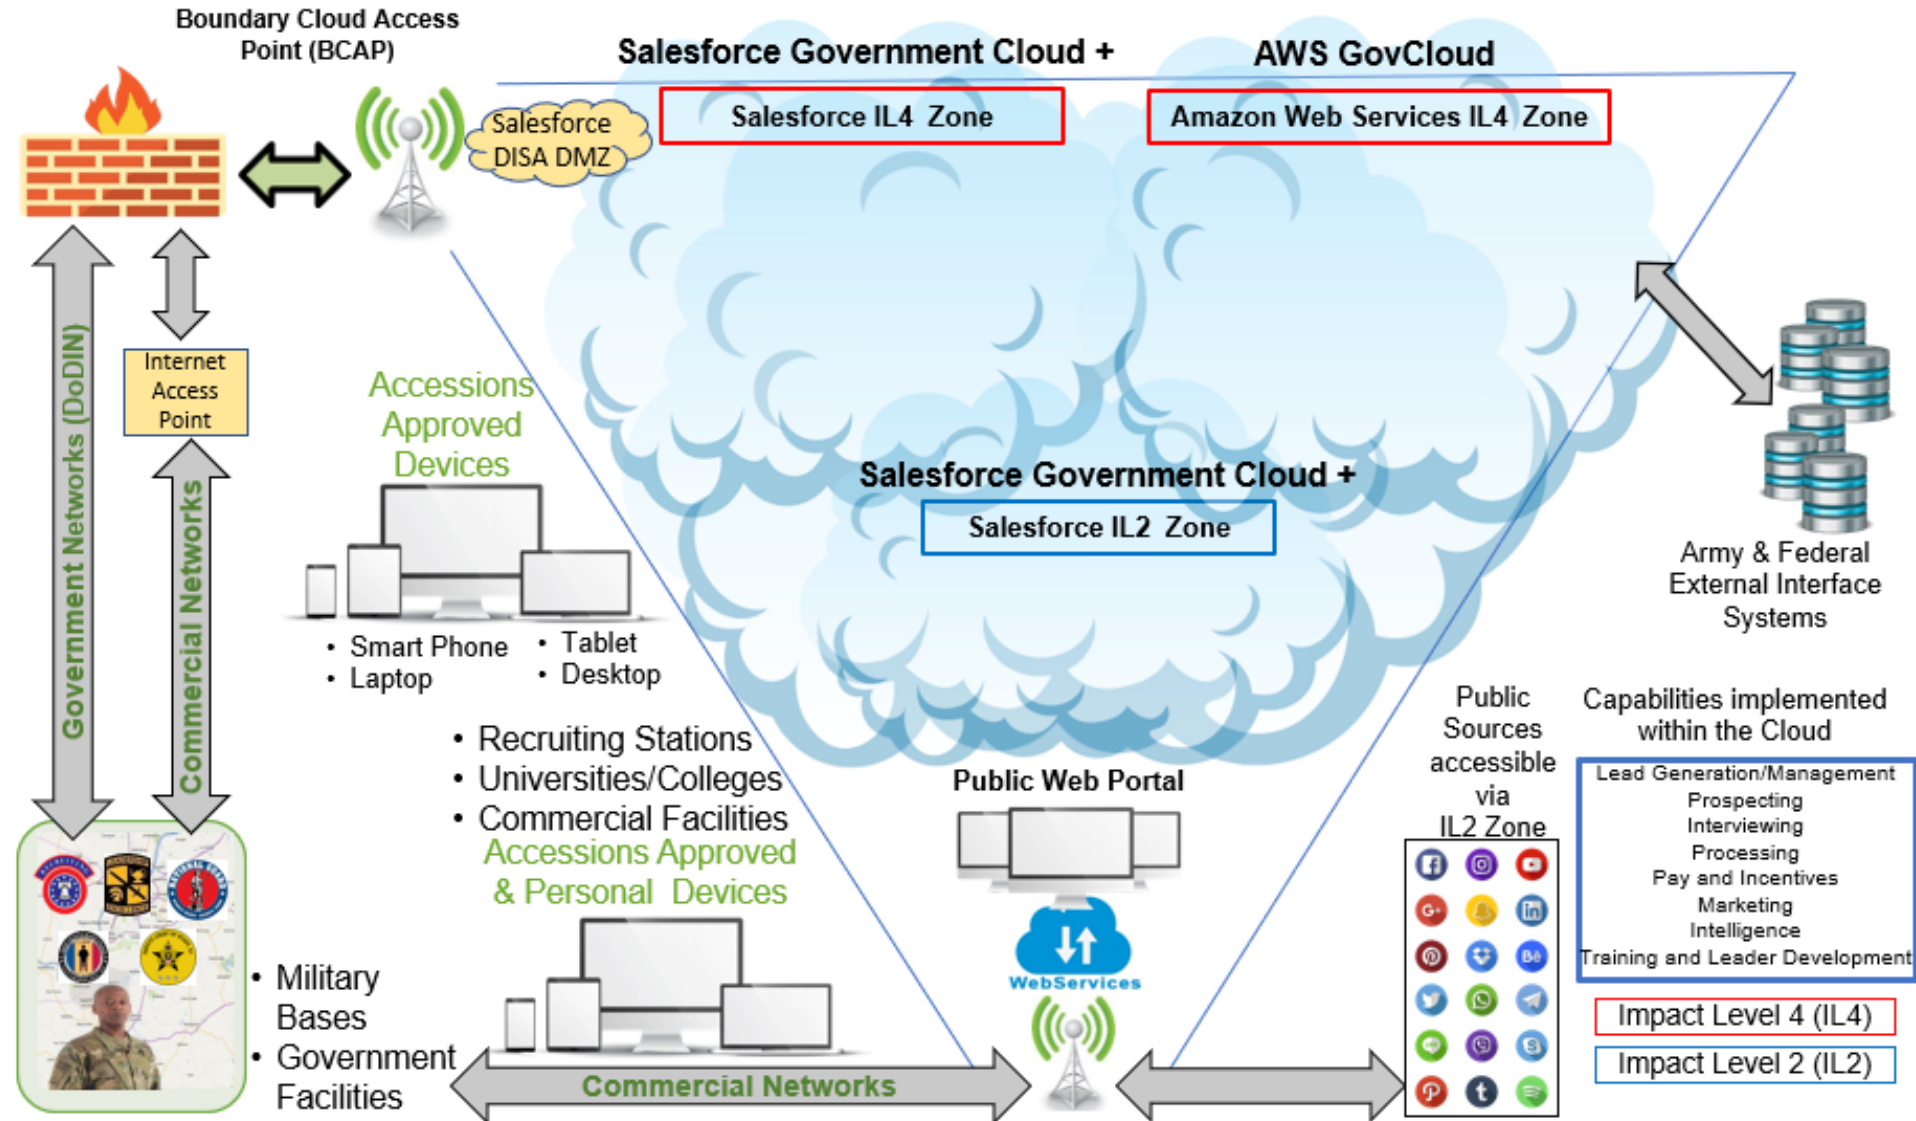 Boundary Cloud Access
Point (BCAP)
Salesforce Government Cloud +
AWS GovCloud
Salesforce
DISA DMZ
Salesforce IL4 Zone
Amazon Web Services IL4 Zone
Government Networks (DoDIN)
Internet
Access
Point
Commercial Networks
Accessions
Approved
Devices
• Smart Phone
• Laptop
• Tablet
• Desktop
Salesforce Government Cloud +
Salesforce IL2 Zone
Army & Federal
External Interface
Systems
• Recruiting Stations
• Universities/Colleges
• Commercial Facilities
Accessions Approved
& Personal Devices
Public Web Portal
WebServices
Public
Sources
accessible
via
IL2 Zone
Capabilities implemented
within the Cloud
Lead Generation/Management
Prospecting
Interviewing
Processing
Pay and Incentives
Marketing
Intelligence
Training and Leader Development
Impact Level 4 (IL4)
Impact Level 2 (IL2)
• Military
Bases
• Government
Facilities
Commercial Networks